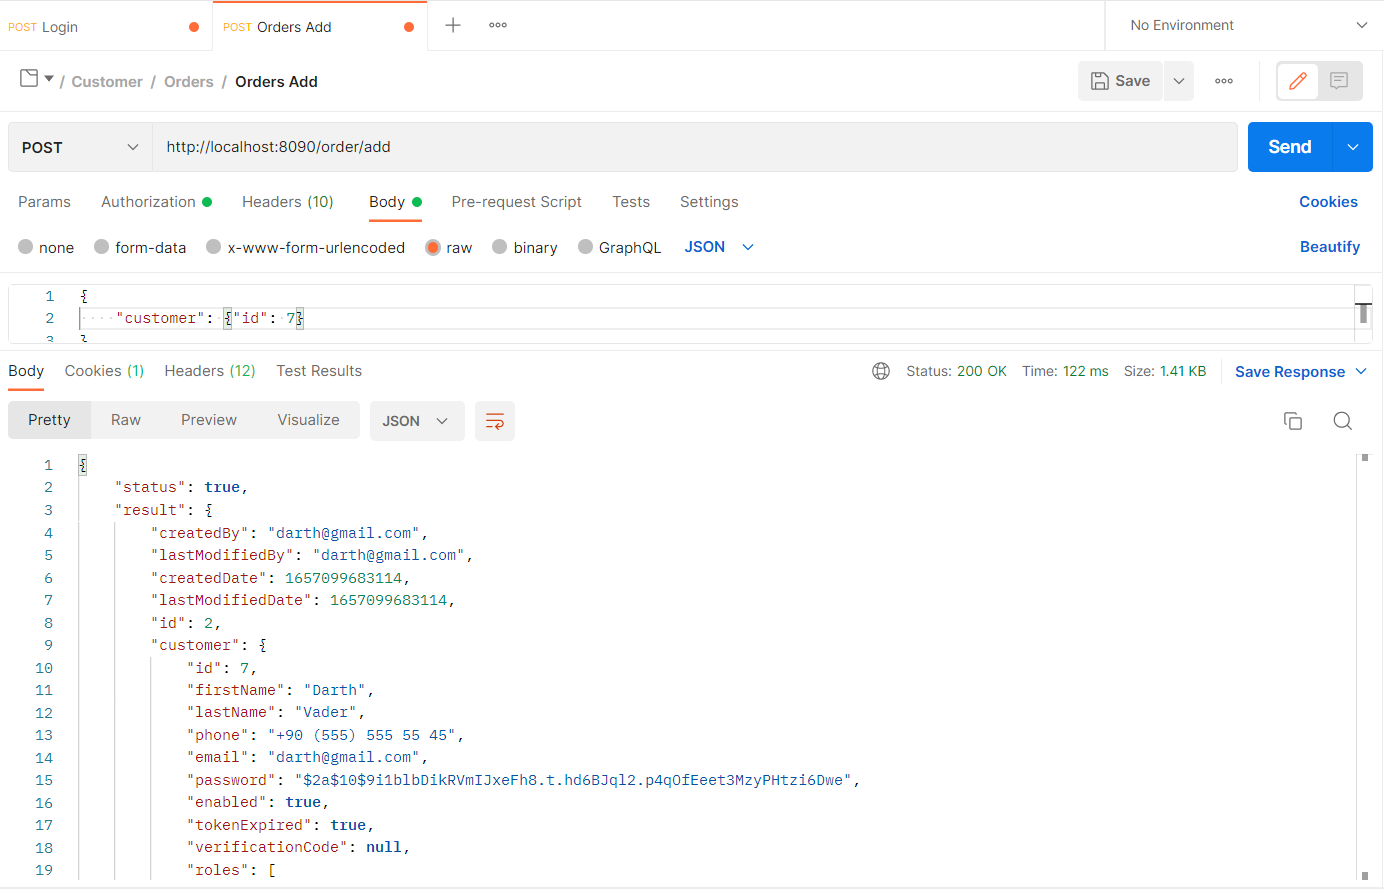 POST Login
POST Orders Add
No Environment
/ Customer / Orders / Orders Add
Save
POST
http://localhost:8090/order/add
Send
Params Authorization Headers (10) Body Pre-request Script Tests Settings Cookies
none form-data x-www-form-urlencoded raw binary GraphQL JSON Beautify
1 {
2 ····"customer":·{"id":·7}
3 }
Body Cookies (1) Headers (12) Test Results Status: 200 OK Time: 122 ms Size: 1.41 KB Save Response
Pretty Raw Preview Visualize JSON
1 {
2 "status": true,
3 "result": {
4 "createdBy": "darth@gmail.com",
5 "lastModifiedBy": "darth@gmail.com",
6 "createdDate": 1657099683114,
7 "lastModifiedDate": 1657099683114,
8 "id": 2,
9 "customer": {
10 "id": 7,
11 "firstName": "Darth",
12 "lastName": "Vader",
13 "phone": "+90 (555) 555 55 45",
14 "email": "darth@gmail.com",
15 "password": "$2a$10$9i1blbDikRVmIJxeFh8.t.hd6BJql2.p4qOfEeet3MzyPHtzi6Dwe",
16 "enabled": true,
17 "tokenExpired": true,
18 "verificationCode": null,
19 "roles": [